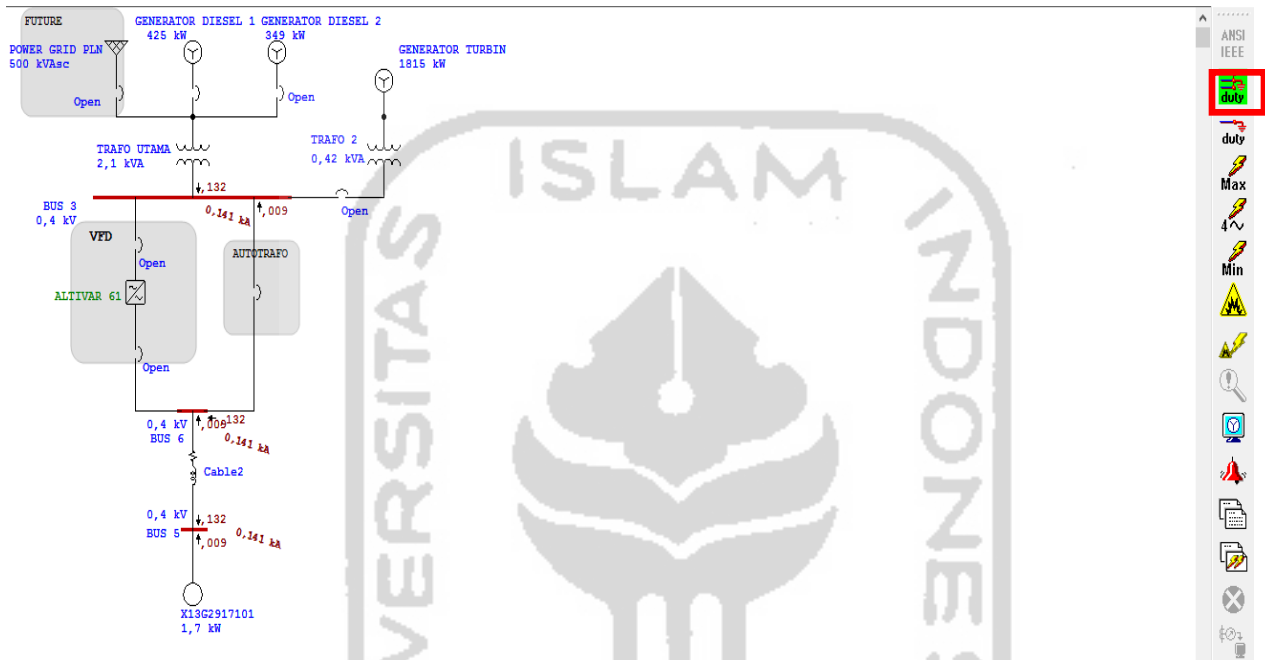 FUTURE
GENERATOR DIESEL 1 GENERATOR DIESEL 2
425 kW
349 kW
POWER GRID PLN
500 kVAsc
GENERATOR TURBIN
1815 kW
Open
Open
TRAFO UTAMA
2,1 kVA
TRAFO 2
0,42 kVA
,132
BUS 3
0,4 kV
0,141 kA
,009
Open
VFD
AUTOTRAFO
Open
ALTIVAR 61
Open
0,4 kV
BUS 6
,009
,132
0,141 kA
Cable2
0,4 kV
BUS 5
,132
,009
0,141 kA
X13G2917101
1,7 kW
ISLAM
UNIVERSITAS
INDONES
ANSI
IEEE
duty
duty
Max
4
Min